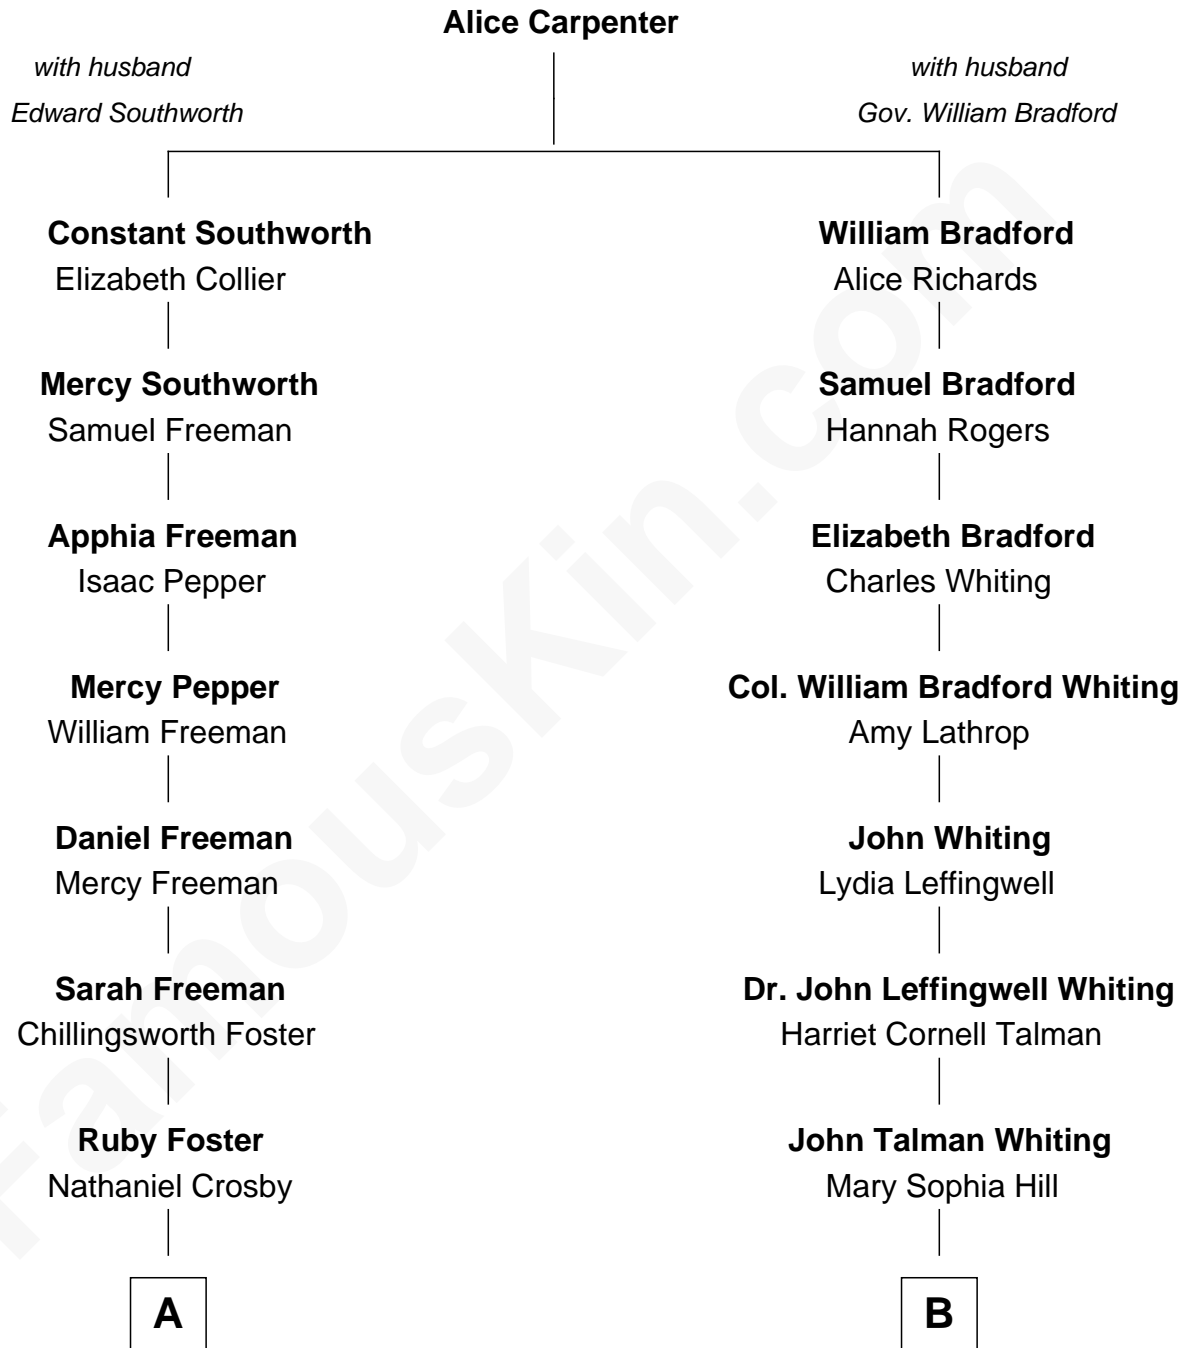 Alice Carpenter
with husband
Edward Southworth
with husband
Gov. William Bradford
Constant Southworth
Elizabeth Collier
William Bradford
Alice Richards
Mercy Southworth
Samuel Freeman
Samuel Bradford
Hannah Rogers
Apphia Freeman
Isaac Pepper
Elizabeth Bradford
Charles Whiting
Mercy Pepper
William Freeman
Col. William Bradford Whiting
Amy Lathrop
Daniel Freeman
Mercy Freeman
John Whiting
Lydia Leffingwell
Sarah Freeman
Chillingsworth Foster
Dr. John Leffingwell Whiting
Harriet Cornell Talman
Ruby Foster
Nathaniel Crosby
John Talman Whiting
Mary Sophia Hill
A
B
FamousKin.com